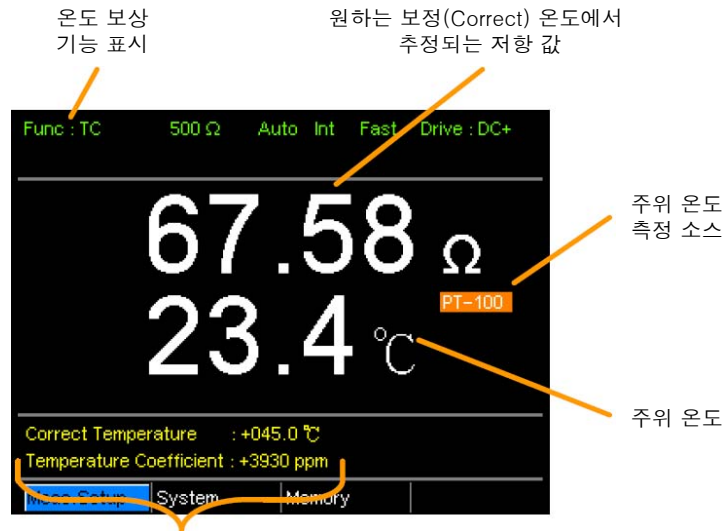 온도 보상
기능 표시
원하는 보정(Correct) 온도에서
추정되는 저항 값
Func : TC 500 Ω Auto Int Fast Drive : DC+
67.58 Ω
주위 온도
측정 소스
PT-100
23.4 ℃
주위 온도
Correct Temperature : +045.0 ℃
Temperature Coefficient : +3930 ppm
Meas.Setup System Memory